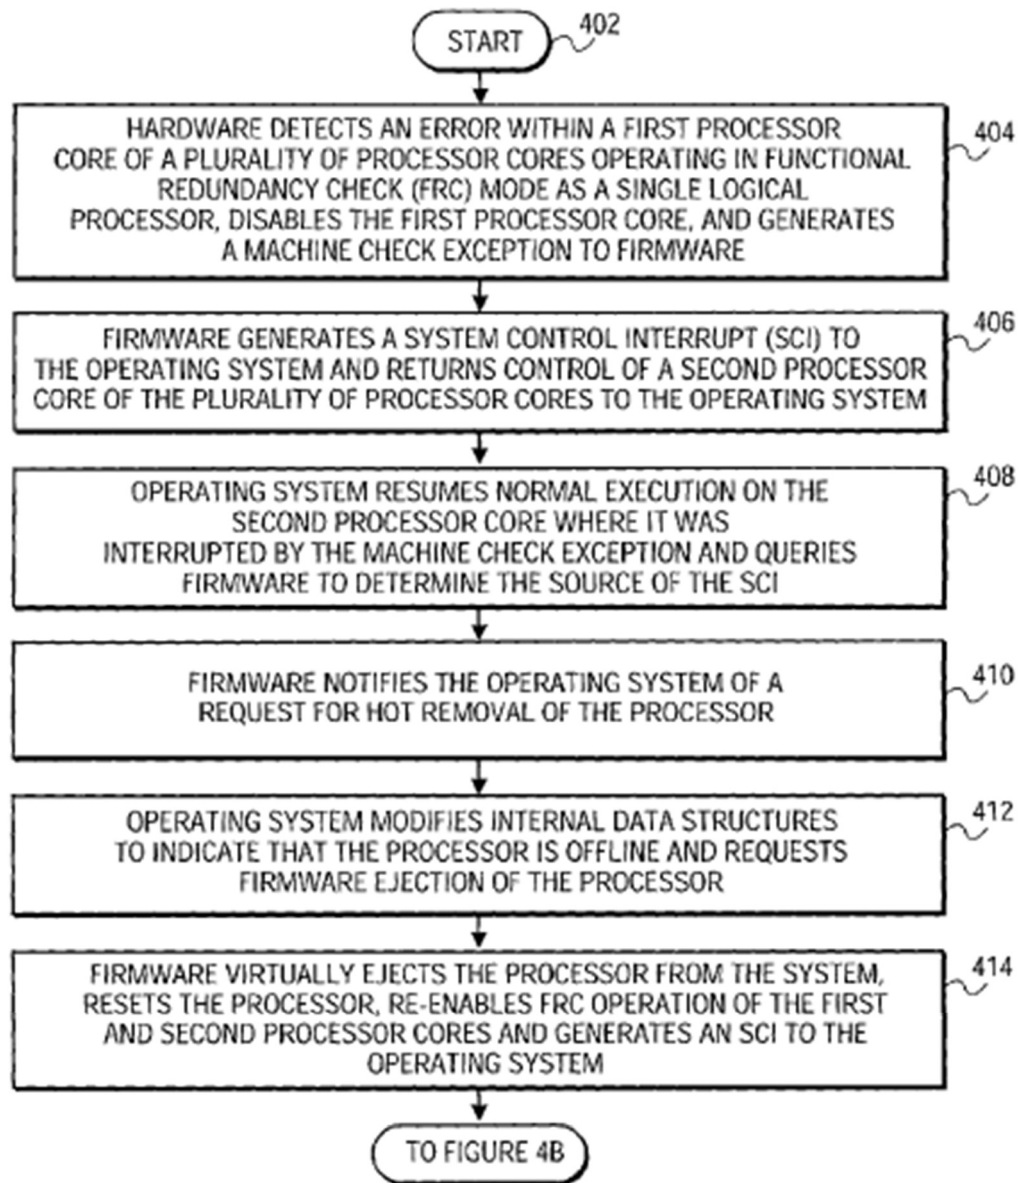 START
402
HARDWARE DETECTS AN ERROR WITHIN A FIRST PROCESSOR
CORE OF A PLURALITY OF PROCESSOR CORES OPERATING IN FUNCTIONAL
REDUNDANCY CHECK (FRC) MODE AS A SINGLE LOGICAL
PROCESSOR, DISABLES THE FIRST PROCESSOR CORE, AND GENERATES
A MACHINE CHECK EXCEPTION TO FIRMWARE
404
FIRMWARE GENERATES A SYSTEM CONTROL INTERRUPT (SCI) TO
THE OPERATING SYSTEM AND RETURNS CONTROL OF A SECOND PROCESSOR
CORE OF THE PLURALITY OF PROCESSOR CORES TO THE OPERATING SYSTEM
406
OPERATING SYSTEM RESUMES NORMAL EXECUTION ON THE
SECOND PROCESSOR CORE WHERE IT WAS
INTERRUPTED BY THE MACHINE CHECK EXCEPTION AND QUERIES
FIRMWARE TO DETERMINE THE SOURCE OF THE SCI
408
FIRMWARE NOTIFIES THE OPERATING SYSTEM OF A
REQUEST FOR HOT REMOVAL OF THE PROCESSOR
410
OPERATING SYSTEM MODIFIES INTERNAL DATA STRUCTURES
TO INDICATE THAT THE PROCESSOR IS OFFLINE AND REQUESTS
FIRMWARE EJECTION OF THE PROCESSOR
412
FIRMWARE VIRTUALLY EJECTS THE PROCESSOR FROM THE SYSTEM,
RESETS THE PROCESSOR, RE-ENABLES FRC OPERATION OF THE FIRST
AND SECOND PROCESSOR CORES AND GENERATES AN SCI TO THE
OPERATING SYSTEM
414
TO FIGURE 4B